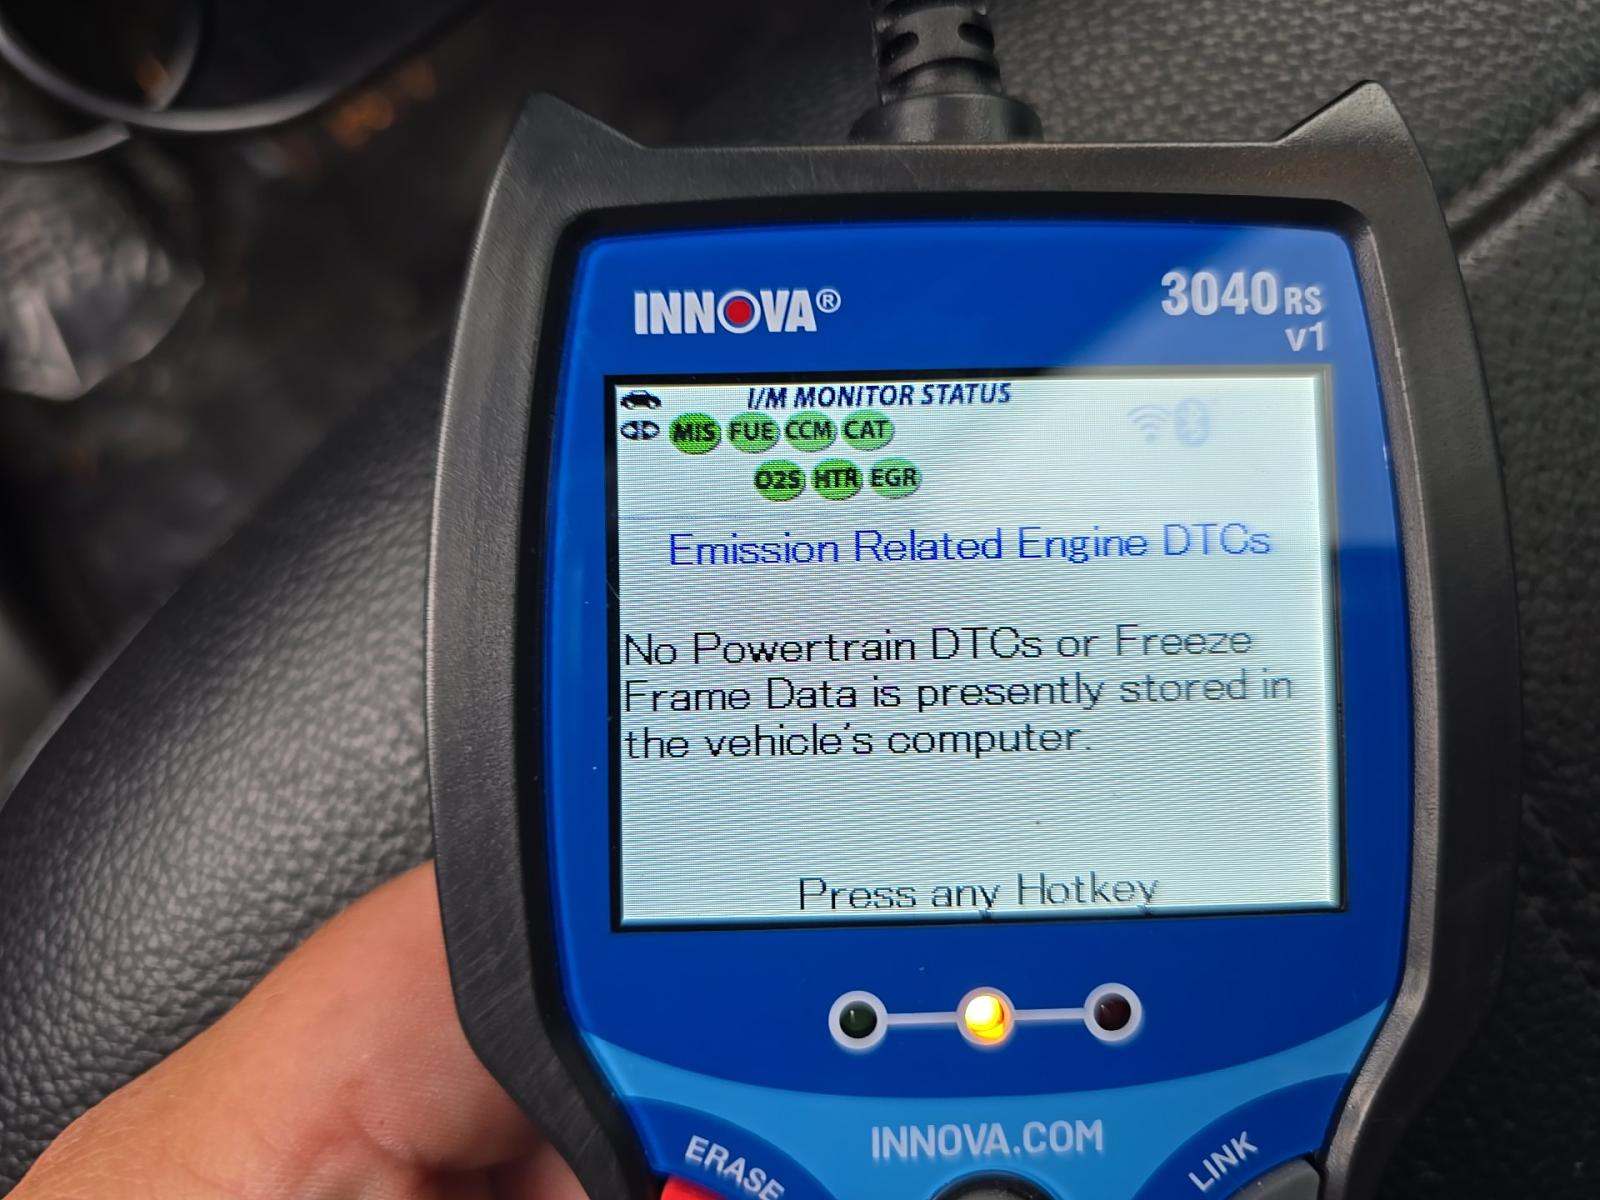 INNOVA®
3040RS
v1
I/M MONITOR STATUS
MIS FUE CCM CAT
O2S HTR EGR
Emission Related Engine DTCs
No Powertrain DTCs or Freeze
Frame Data is presently stored in
the vehicle's computer.
Press any Hotkey
INNOVA.COM
ERASE
LINK